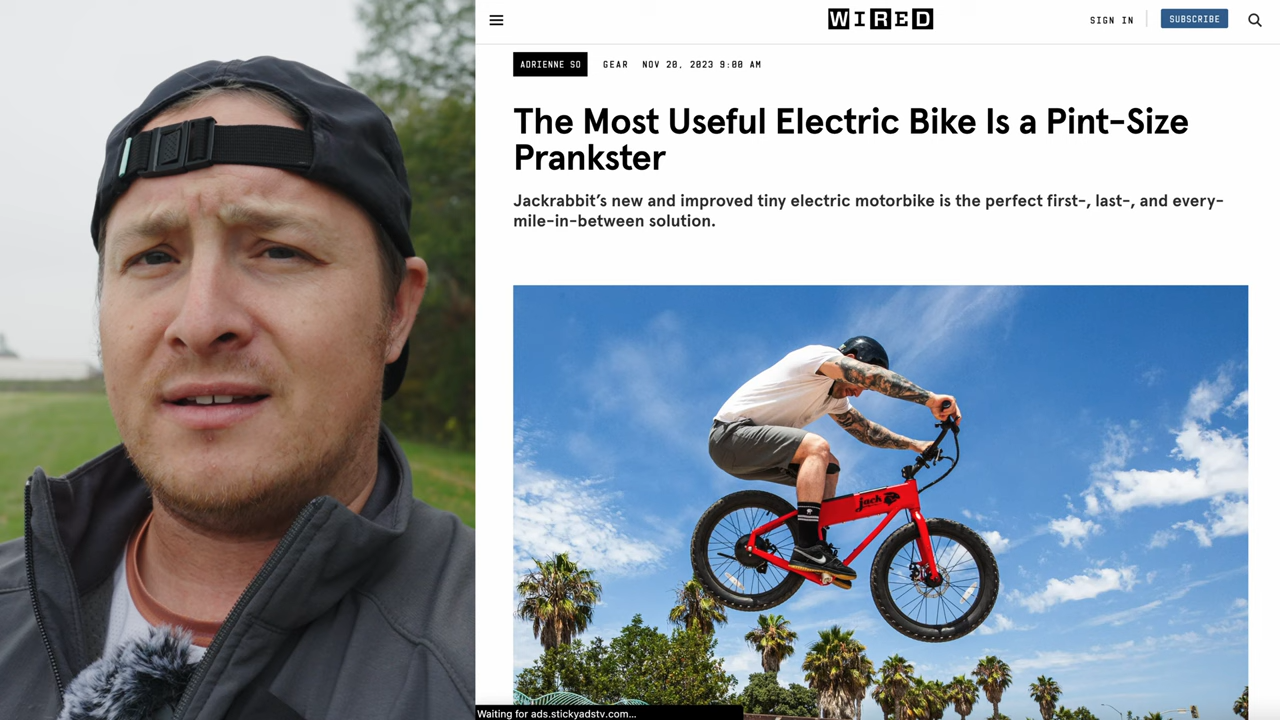 WIRED
SIGN IN
SUBSCRIBE
ADRIENNE SO
GEAR
NOV 20, 2023 9:00 AM
The Most Useful Electric Bike Is a Pint-Size
Prankster
Jackrabbit’s new and improved tiny electric motorbike is the perfect first-, last-, and every-
mile-in-between solution.
jack
Waiting for ads.stickyadstv.com...